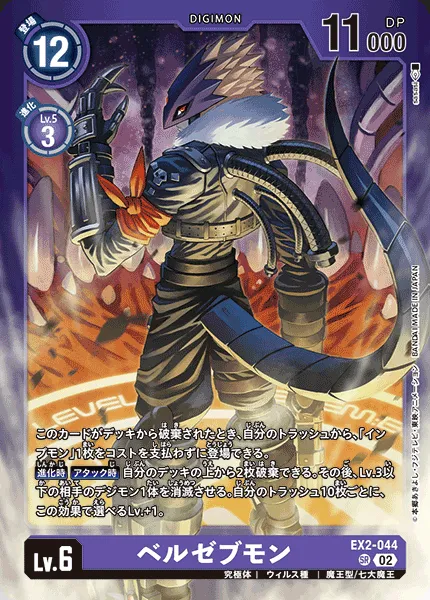 登場
12
DIGIMON
11000
DP
進化
Lv.5
3
LEVEL
このカードがデッキから破棄されたとき、自分のトラッシュから、「イン
プモン」1枚をコストを支払わずに登場できる。
進化時 アタック時 自分のデッキの上から2枚破棄できる。その後、Lv.3以
下の相手のデジモン1体を消滅させる。自分のトラッシュ10枚ごとに、
この効果で選べるLv.+1。
©本郷あきよし・フジテレビ・東映アニメーション BANDAI MADE IN JAPAN
Lv.6
ベルゼブモン
EX2-044
SR 02
究極体 | ウィルス種 | 魔王型/七大魔王